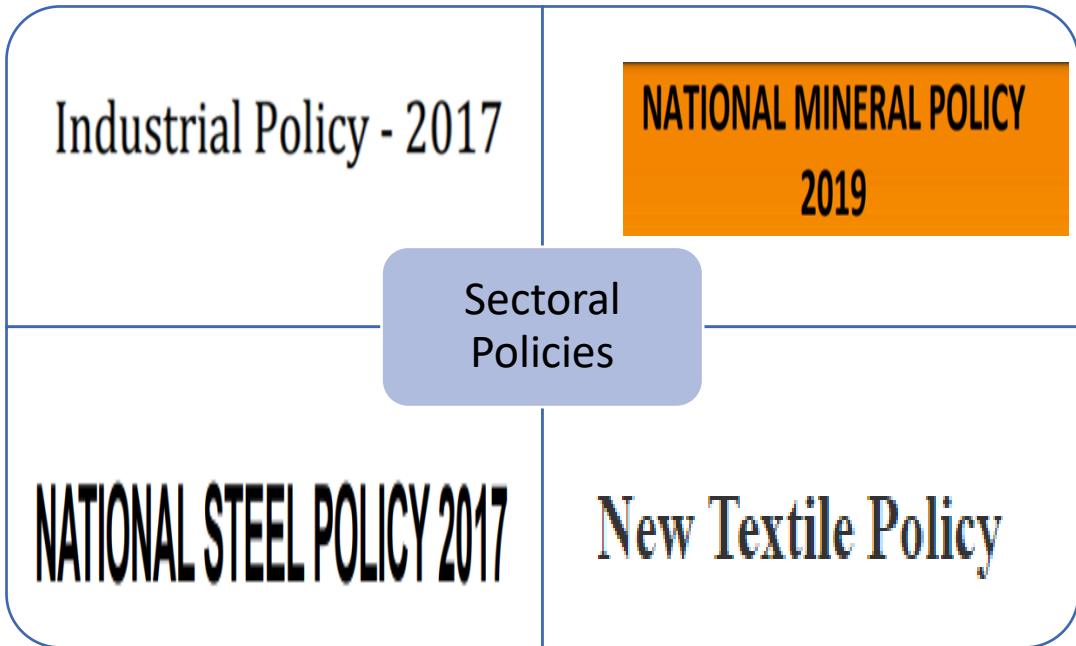 Industrial Policy - 2017
NATIONAL MINERAL POLICY
2019
Sectoral
Policies
NATIONAL STEEL POLICY 2017
New Textile Policy